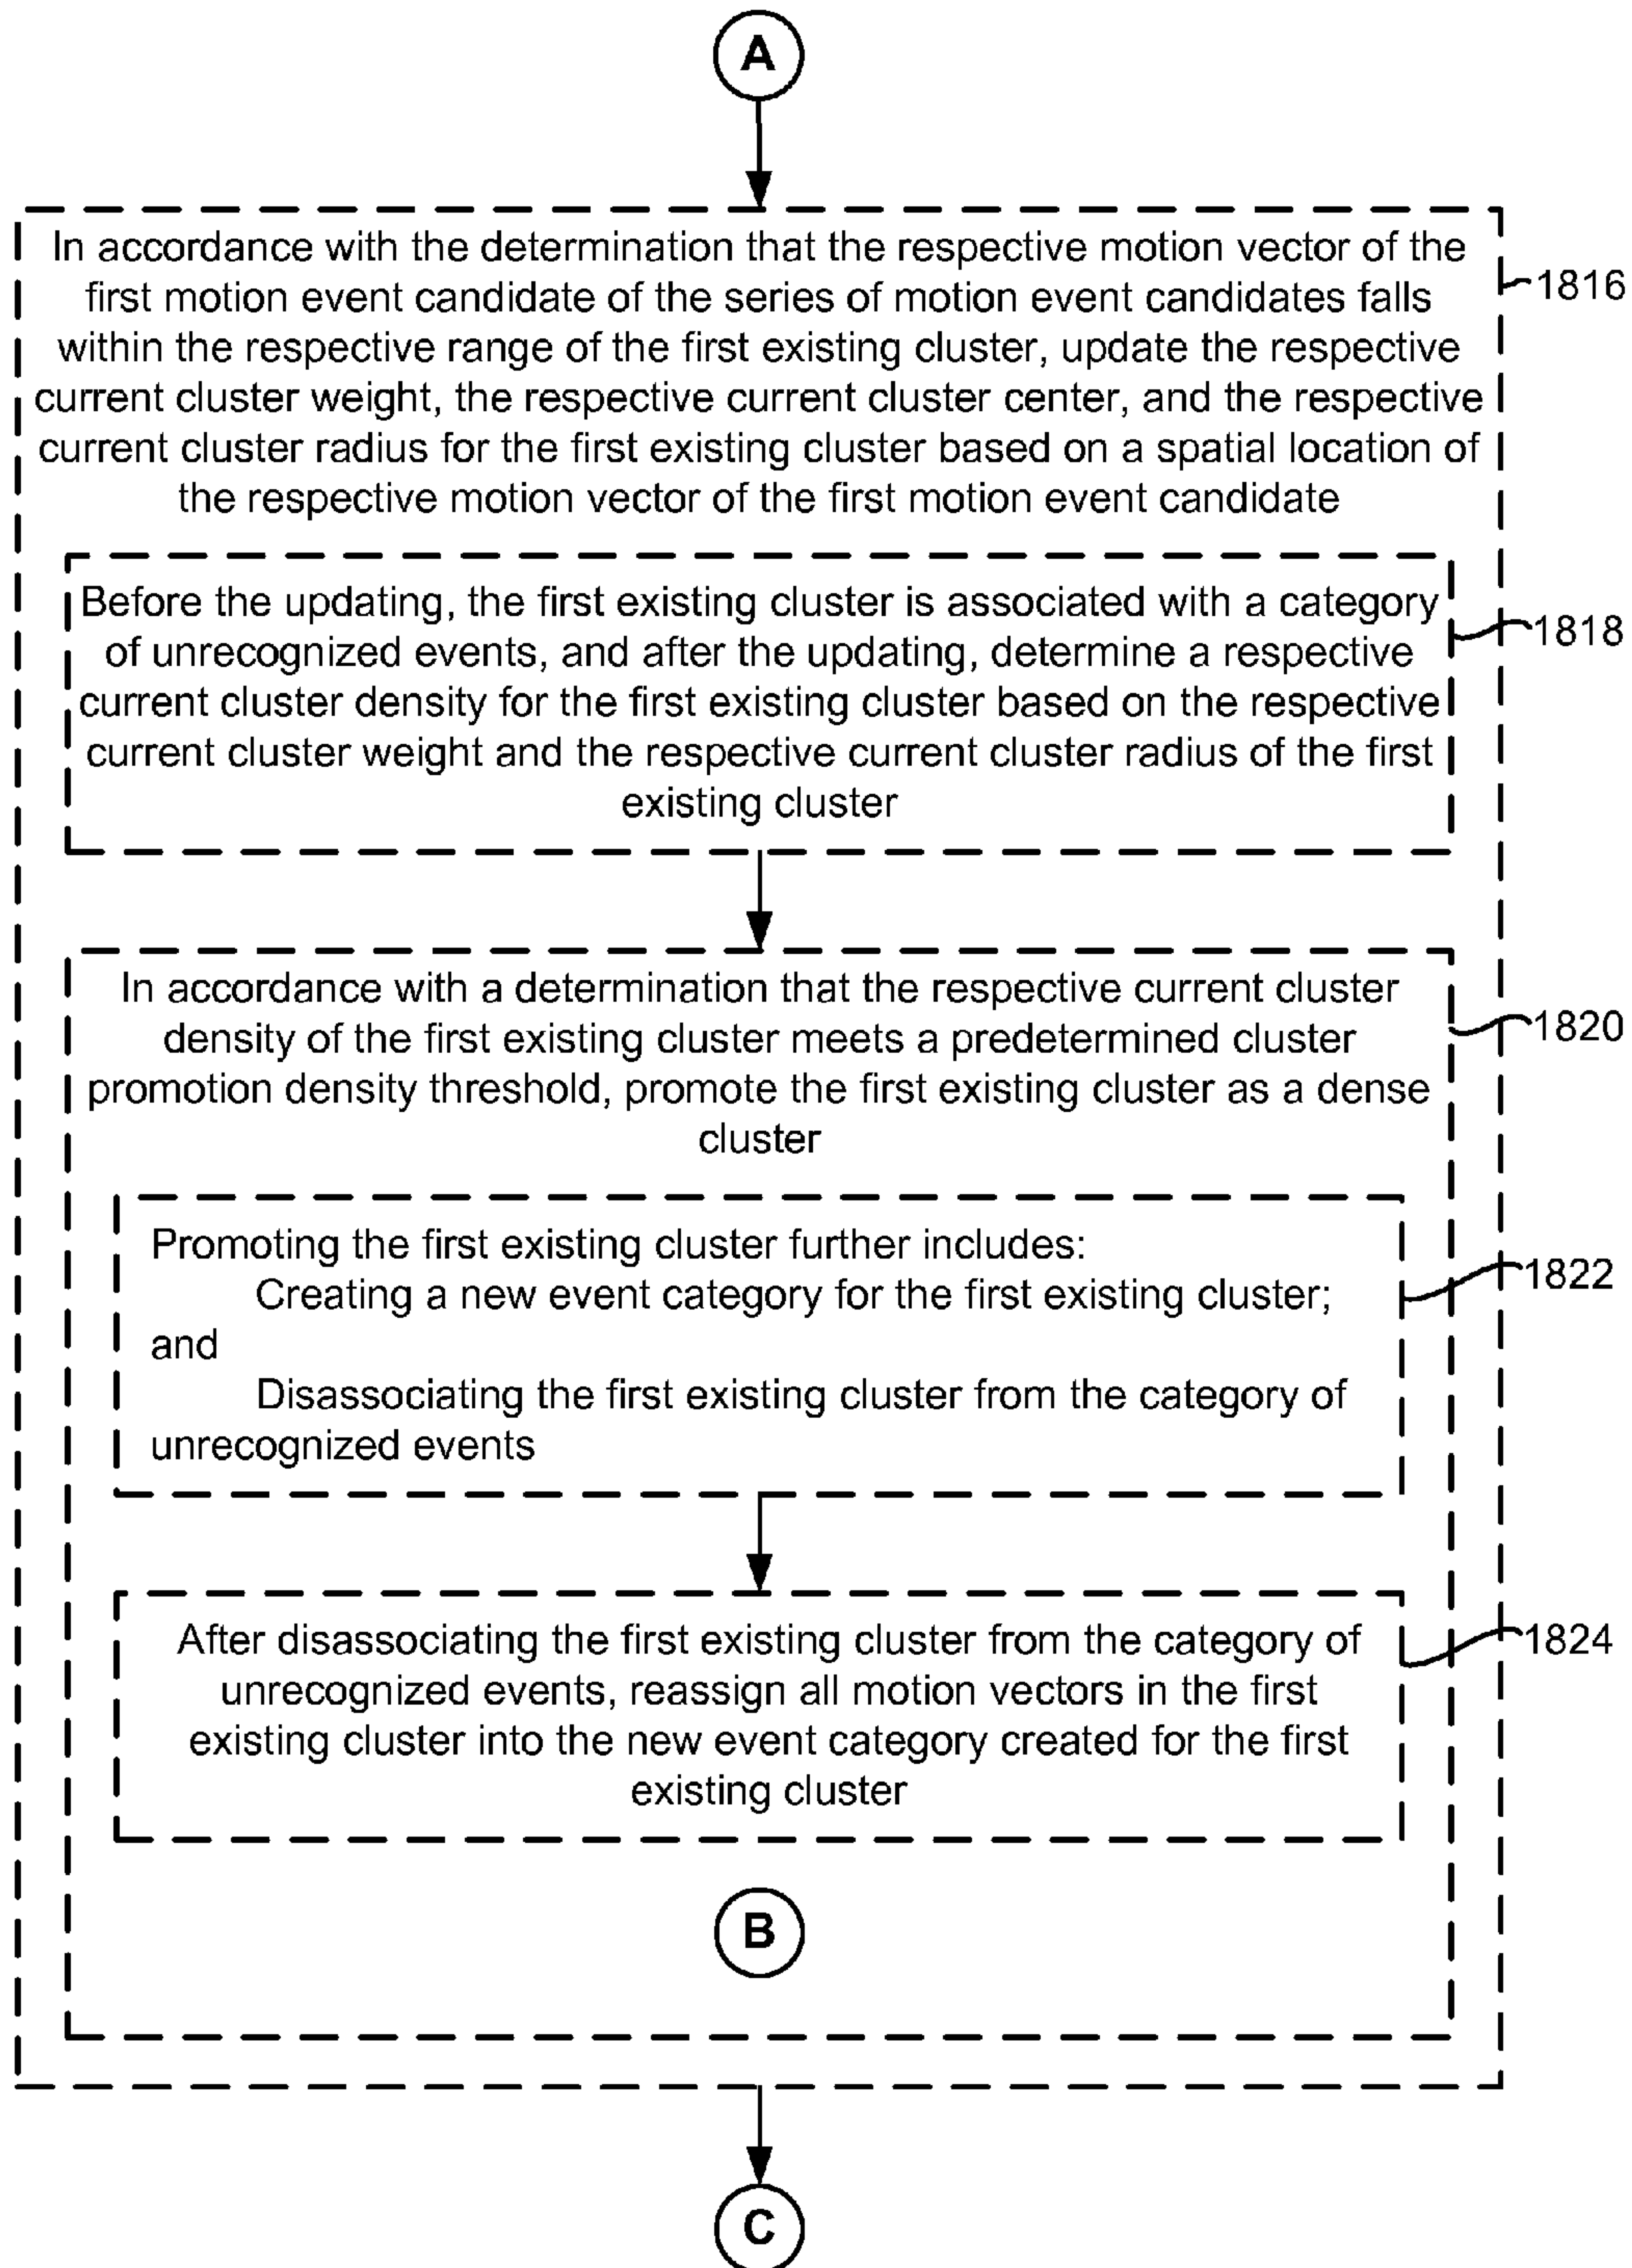 A
In accordance with the determination that the respective motion vector of the
first motion event candidate of the series of motion event candidates falls
within the respective range of the first existing cluster, update the respective
current cluster weight, the respective current cluster center, and the respective
current cluster radius for the first existing cluster based on a spatial location of
the respective motion vector of the first motion event candidate
1816
Before the updating, the first existing cluster is associated with a category
of unrecognized events, and after the updating, determine a respective
current cluster density for the first existing cluster based on the respective
current cluster weight and the respective current cluster radius of the first
existing cluster
1818
In accordance with a determination that the respective current cluster
density of the first existing cluster meets a predetermined cluster
promotion density threshold, promote the first existing cluster as a dense
cluster
1820
Promoting the first existing cluster further includes:
Creating a new event category for the first existing cluster;
and
Disassociating the first existing cluster from the category of
unrecognized events
1822
After disassociating the first existing cluster from the category of
unrecognized events, reassign all motion vectors in the first
existing cluster into the new event category created for the first
existing cluster
1824
B
C